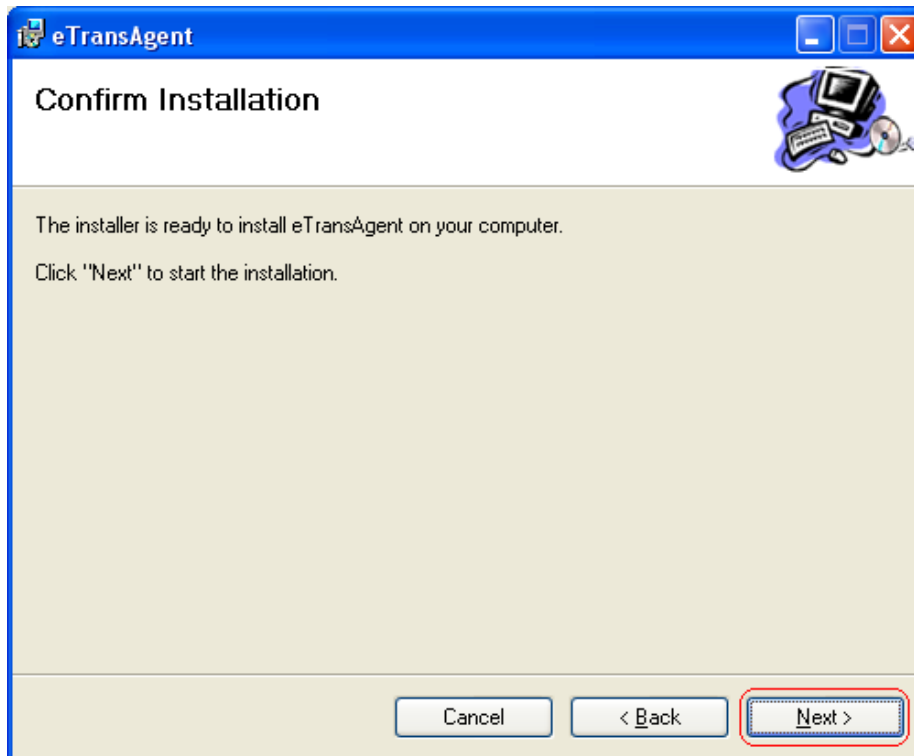 eTransAgent
Confirm Installation
The installer is ready to install eTransAgent on your computer.
Click "Next" to start the installation.
Cancel
< Back
Next >